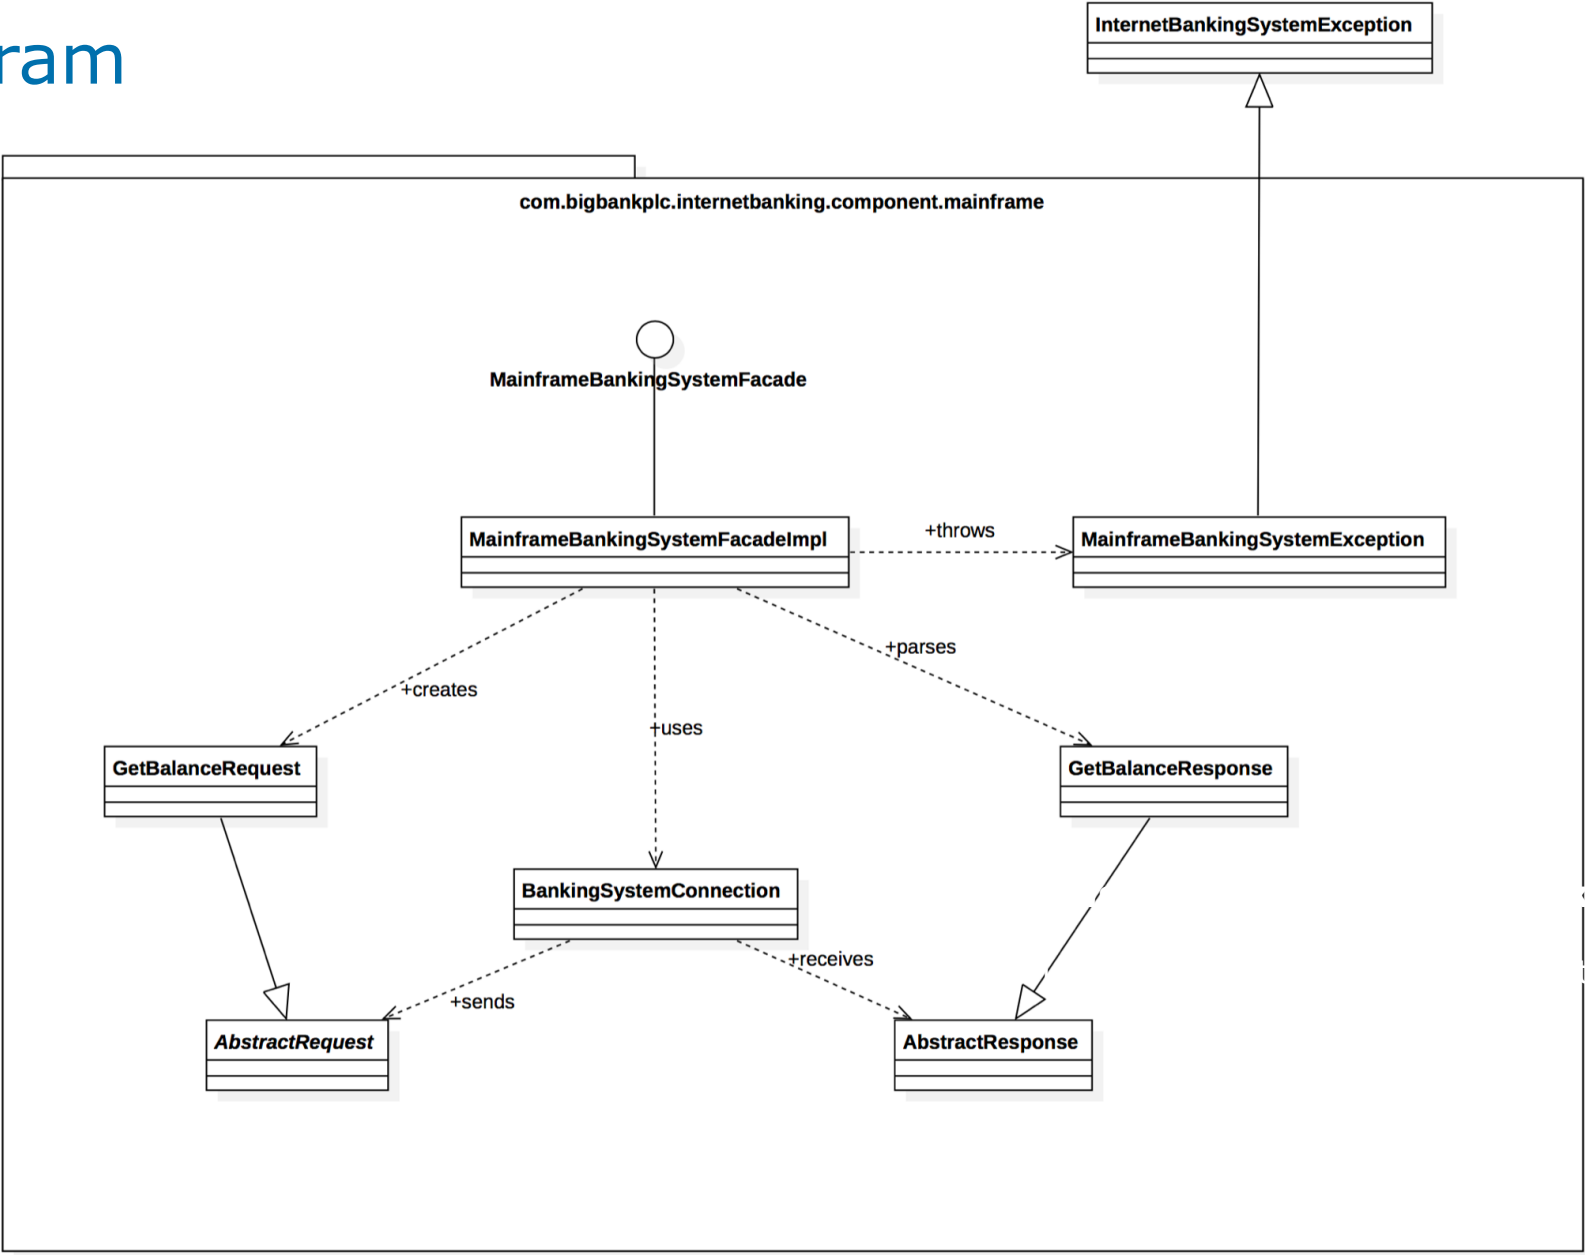 InternetBankingSystemException
ram
com.bigbankplc.internetbanking.component.mainframe
MainframeBankingSystemFacade
MainframeBankingSystemFacadeImpl
+throws
MainframeBankingSystemException
+parses
+creates
+uses
GetBalanceRequest
GetBalanceResponse
BankingSystemConnection
+receives
+sends
AbstractRequest
AbstractResponse